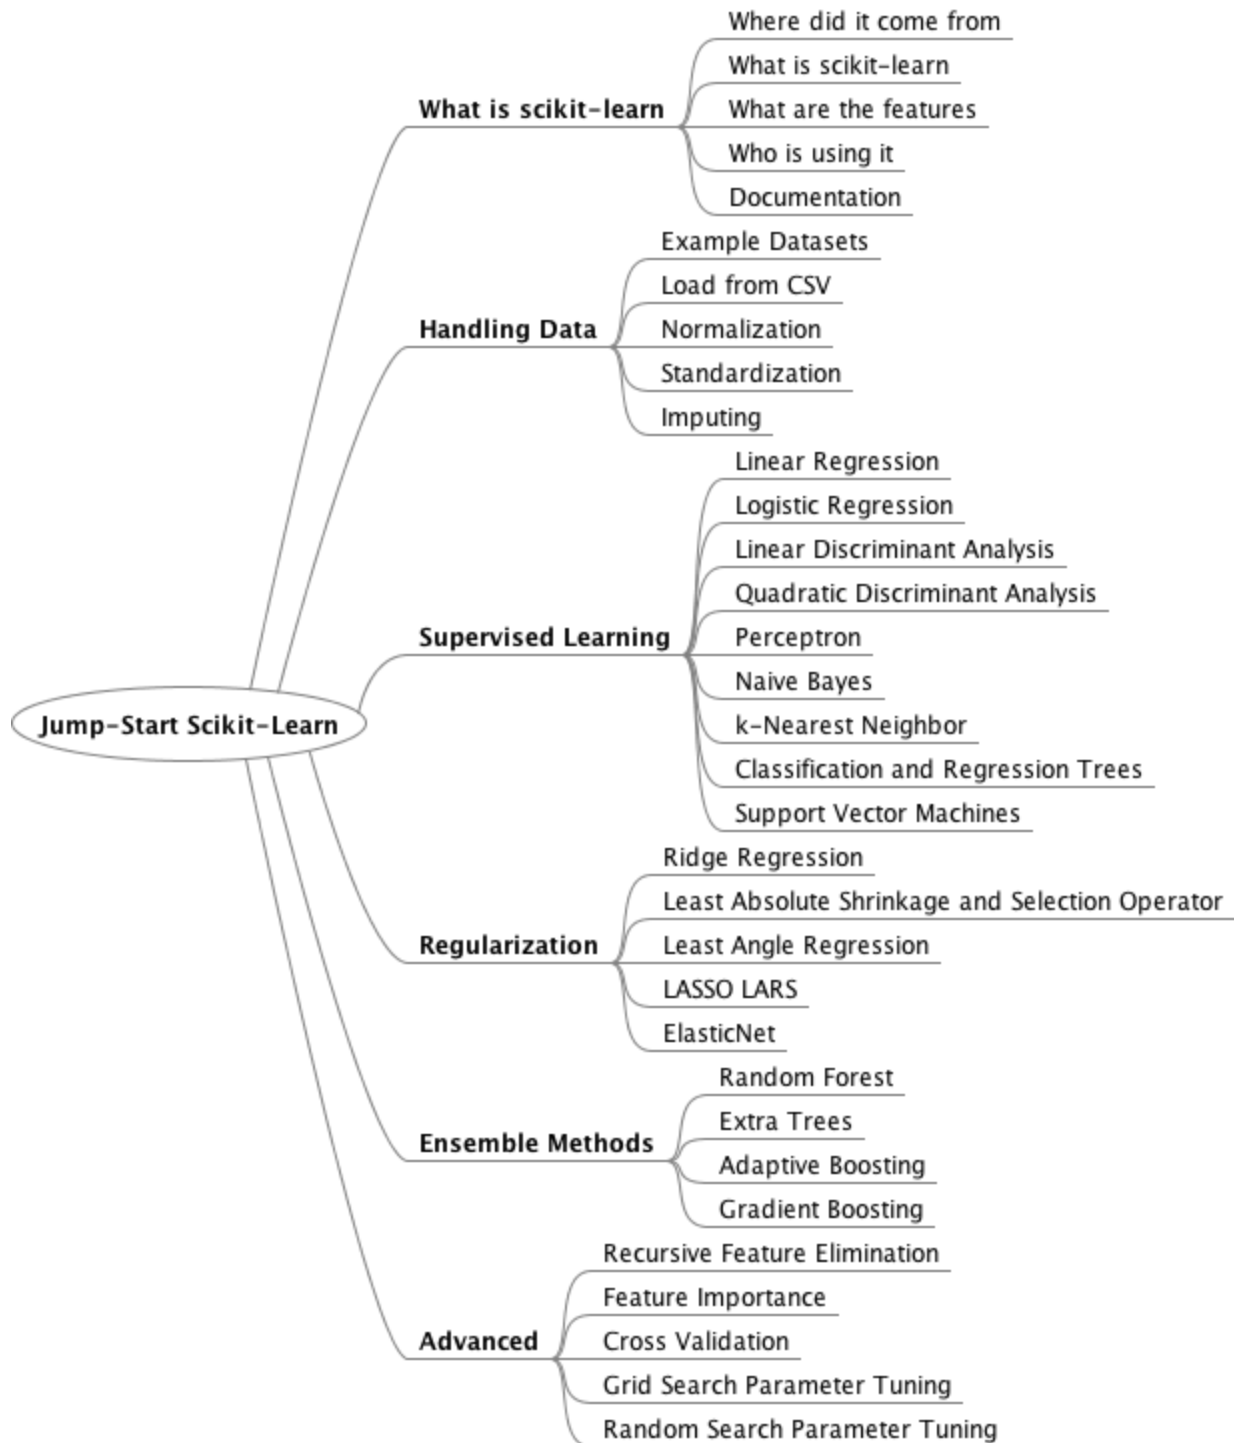 Jump-Start Scikit-Learn
What is scikit-learn
Where did it come from
What is scikit-learn
What are the features
Who is using it
Documentation
Handling Data
Example Datasets
Load from CSV
Normalization
Standardization
Imputing
Supervised Learning
Linear Regression
Logistic Regression
Linear Discriminant Analysis
Quadratic Discriminant Analysis
Perceptron
Naive Bayes
k-Nearest Neighbor
Classification and Regression Trees
Support Vector Machines
Regularization
Ridge Regression
Least Absolute Shrinkage and Selection Operator
Least Angle Regression
LASSO LARS
ElasticNet
Ensemble Methods
Random Forest
Extra Trees
Adaptive Boosting
Gradient Boosting
Advanced
Recursive Feature Elimination
Feature Importance
Cross Validation
Grid Search Parameter Tuning
Random Search Parameter Tuning